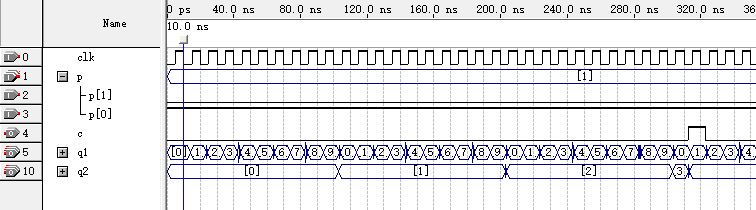 Name
0 ps 40.0 ns 80.0 ns 120.0 ns 160.0 ns 200.0 ns 240.0 ns 280.0 ns 320.0 ns 36
10.0 ns
0 clk
1 p [1]
2 p[1]
3 p[0]
4 c
5 q1 [0] 1 2 3 4 5 6 7 8 9 0 1 2 3 4 5 6 7 8 9 0 1 2 3 4 5 6 7 8 9 0 1 2 3 4
10 q2 [0] [1] [2] 3